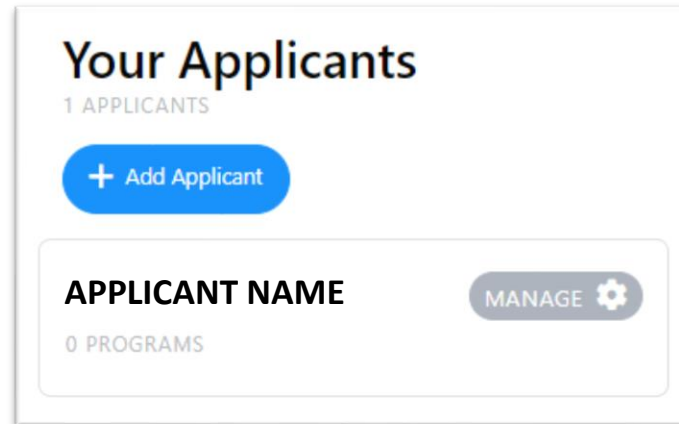 Your Applicants
1 APPLICANTS
+ Add Applicant
APPLICANT NAME
MANAGE
0 PROGRAMS